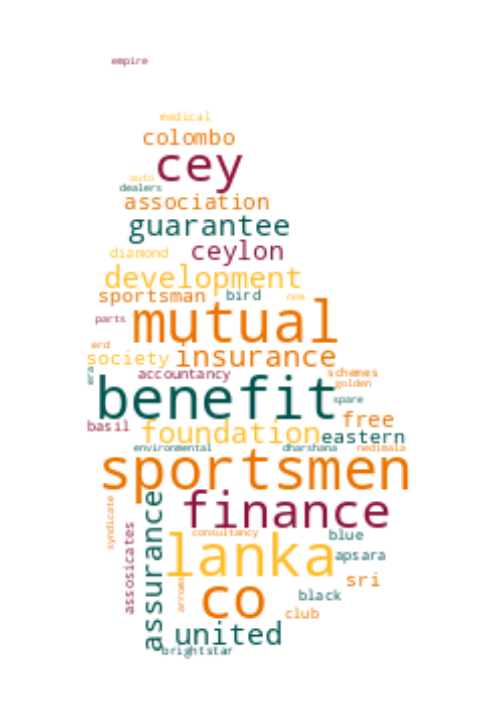 empire
medical
colombo
cey
auto
dealers
association
guarantee
diamond ceylon
development
sportsman bird new
parts mutual
erd
society insurance
era accountancy schemes
golden
benefit spare
basil foundation free
eastern
environmental dharshana nedimala
sportsmen
syndicate assurance finance
assosicates consultancy blue
lanka apsara
arrows sri
co black
club
united
brightstar